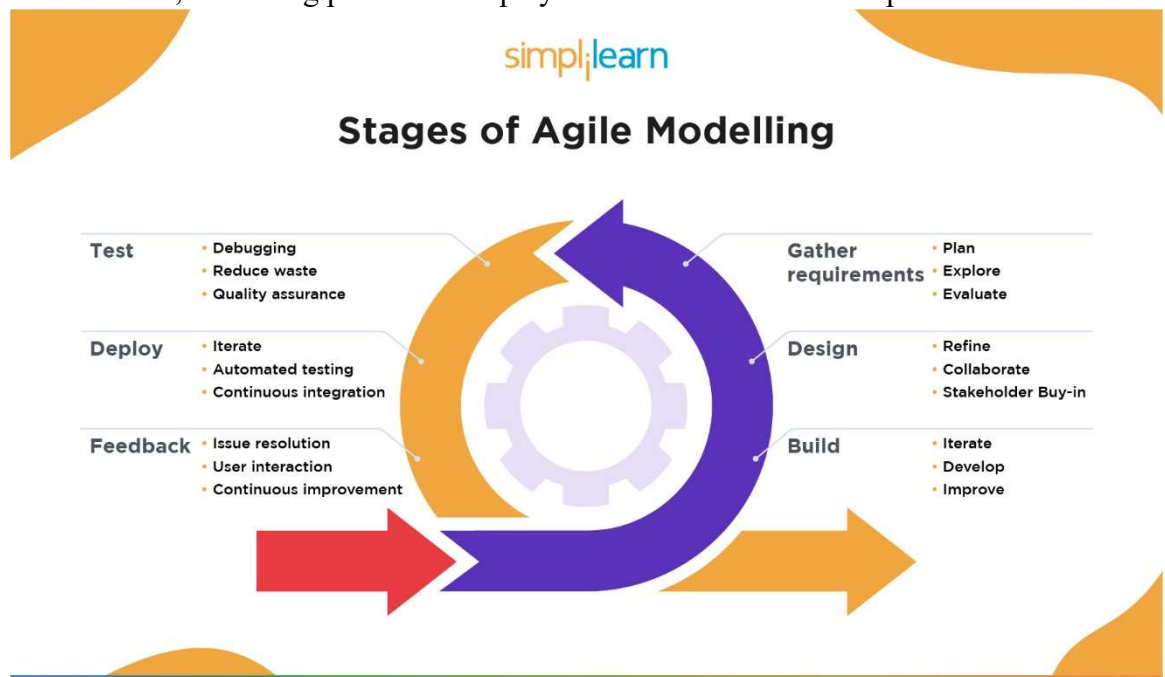 simplilearn
Stages of Agile Modelling
Test
• Debugging
• Reduce waste
• Quality assurance
Deploy
• Iterate
• Automated testing
• Continuous integration
Feedback
• Issue resolution
• User interaction
• Continuous improvement
Gather
requirements
• Plan
• Explore
• Evaluate
Design
• Refine
• Collaborate
• Stakeholder Buy-in
Build
• Iterate
• Develop
• Improve